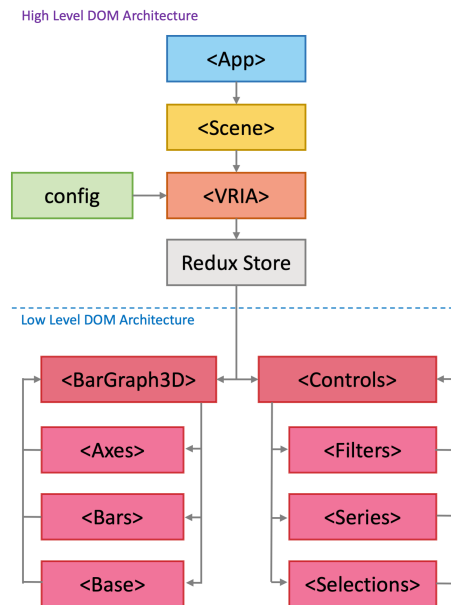 High Level DOM Architecture
<App>
<Scene>
config
<VRIA>
Redux Store
Low Level DOM Architecture
<BarGraph3D>
<Controls>
<Axes>
<Filters>
<Bars>
<Series>
<Base>
<Selections>